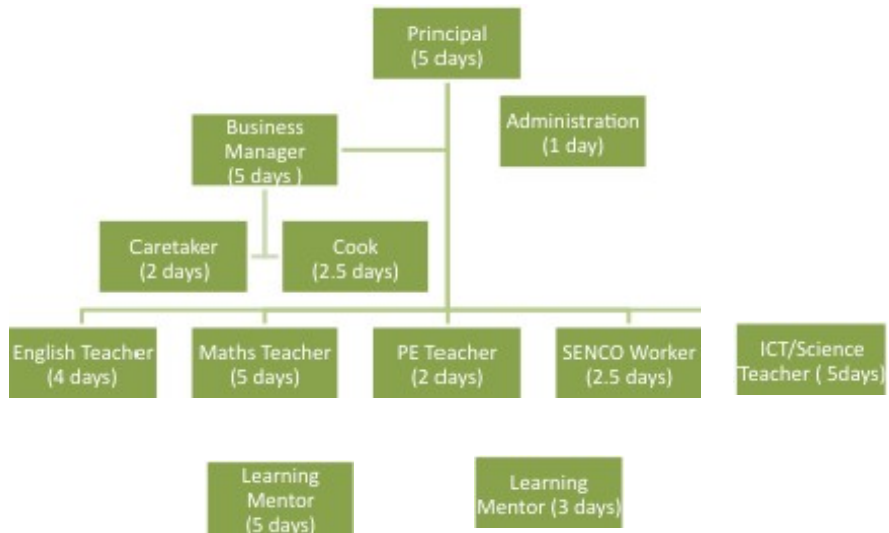 Principal
(5 days)
Administration
(1 day)
Business
Manager
(5 days )
Caretaker
(2 days)
Cook
(2.5 days)
English Teacher
(4 days)
Maths Teacher
(5 days)
PE Teacher
(2 days)
SENCO Worker
(2.5 days)
ICT/Science
Teacher ( 5days)
Learning
Mentor
(5 days)
Learning
Mentor (3 days)